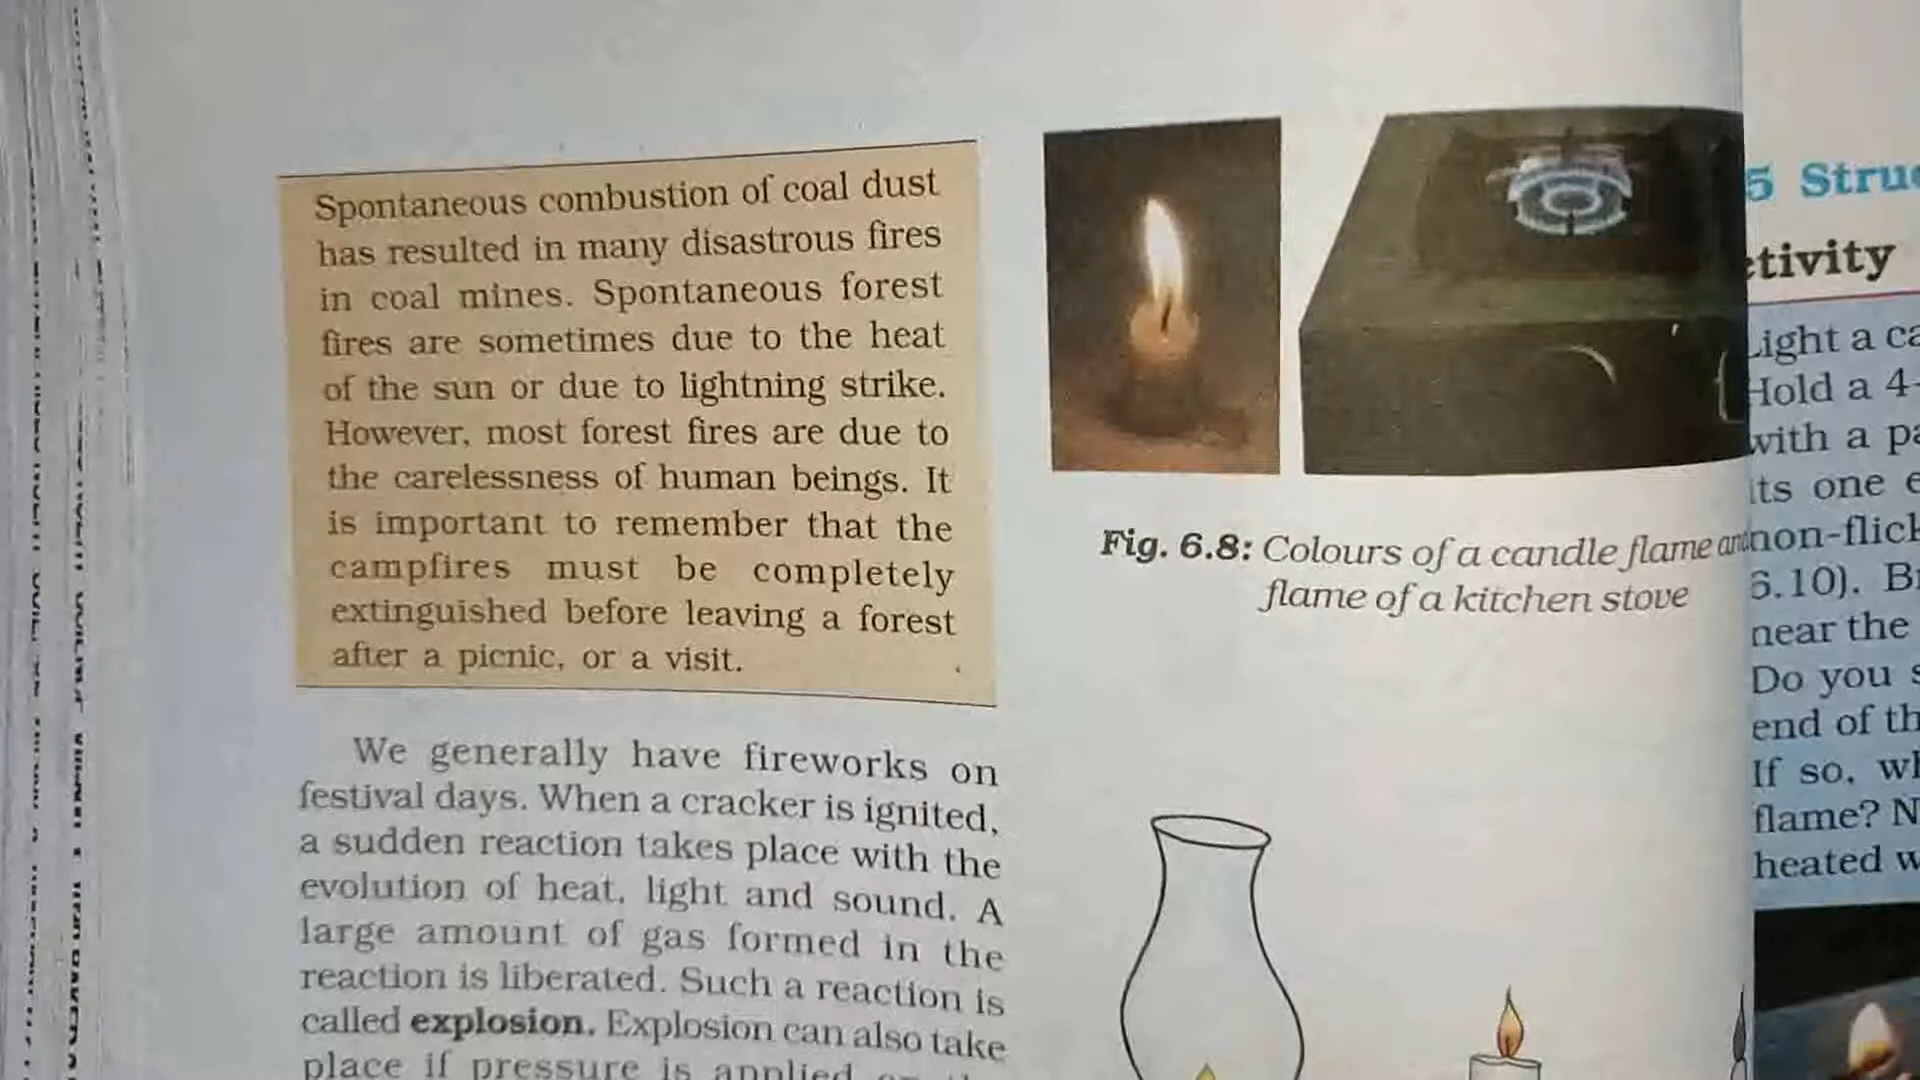 Spontaneous combustion of coal dust
has resulted in many disastrous fires
in coal mines. Spontaneous forest
fires are sometimes due to the heat
of the sun or due to lightning strike.
However, most forest fires are due to
the carelessness of human beings. It
is important to remember that the
campfires must be completely
extinguished before leaving a forest
after a picnic, or a visit.
We generally have fireworks on
festival days. When a cracker is ignited,
a sudden reaction takes place with the
evolution of heat, light and sound. A
large amount of gas formed in the
reaction is liberated. Such a reaction is
called explosion. Explosion can also take
place if pressure is applied
Fig. 6.8: Colours of a candle flame and
flame of a kitchen stove
5
tivity
ight a
Hold a 4-
with a
its one
non-flick
6.10).
near the
Do you
end of
If so,
flame?
heated